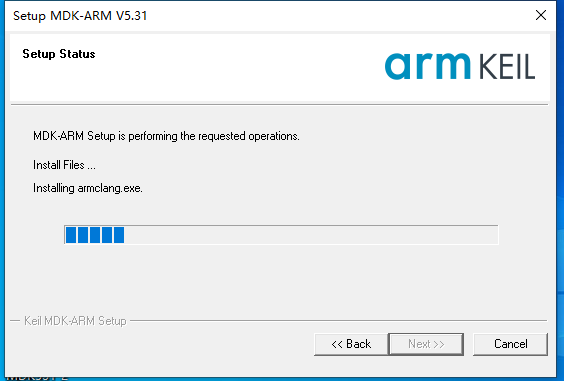 Setup MDK-ARM V5.31
Setup Status
arm KEIL
MDK-ARM Setup is performing the requested operations.
Install Files ...
Installing armclang.exe.
Keil MDK-ARM Setup
<< Back
Next >>
Cancel